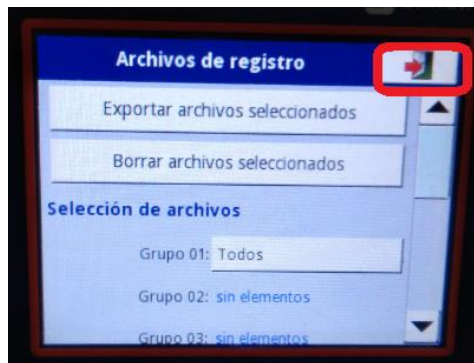 Archivos de registro
Exportar archivos seleccionados
Borrar archivos seleccionados
Selección de archivos
Grupo 01: Todos
Grupo 02: sin elementos
Grupo 03: sin elementos